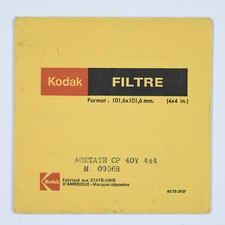 Kodak FILTRE
Format : 101,6x101,6 mm. (4x4 in.)
ACETATE CP 40Y 4x4
M 09568
Kodak
Fabriqué aux ETATS-UNIS
D'AMERIQUE - Marques déposées